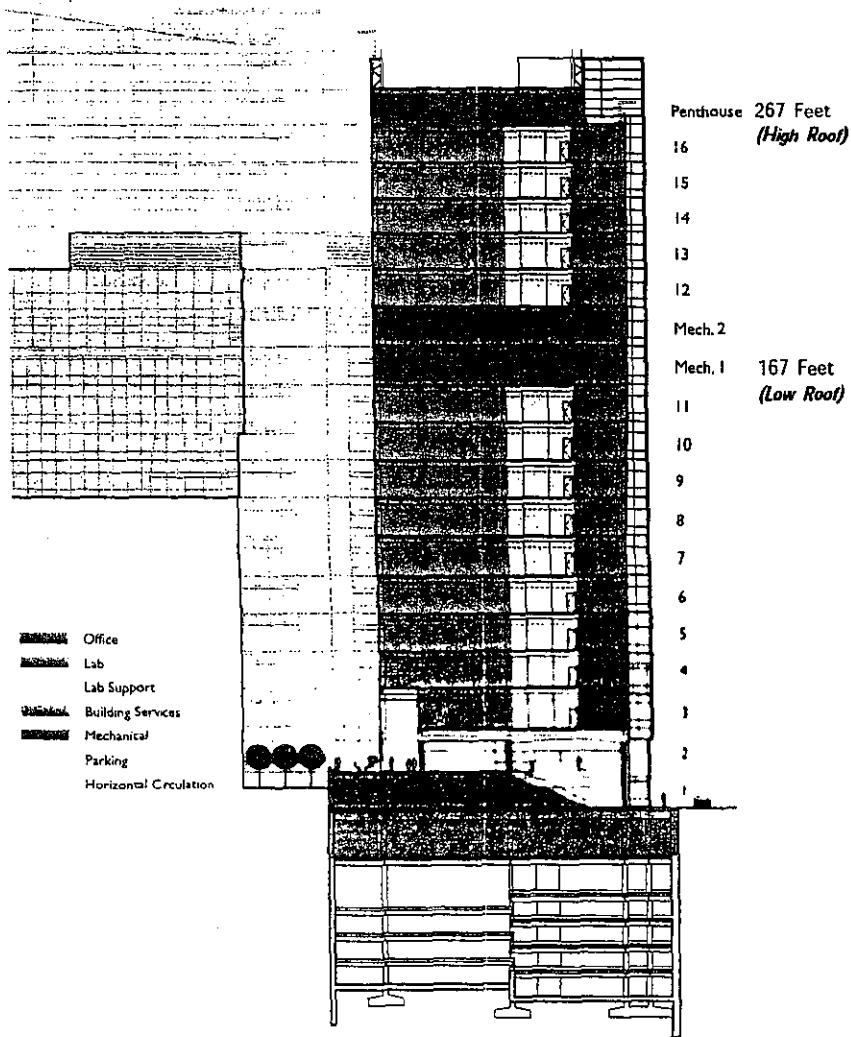 Penthouse 267 Feet
(High Roof)
16
15
14
13
12
Mech. 2
Mech. 1 167 Feet
(Low Roof)
11
10
9
8
7
6
5
4
3
2
1
Office
Lab
Lab Support
Building Services
Mechanical
Parking
Horizontal Circulation